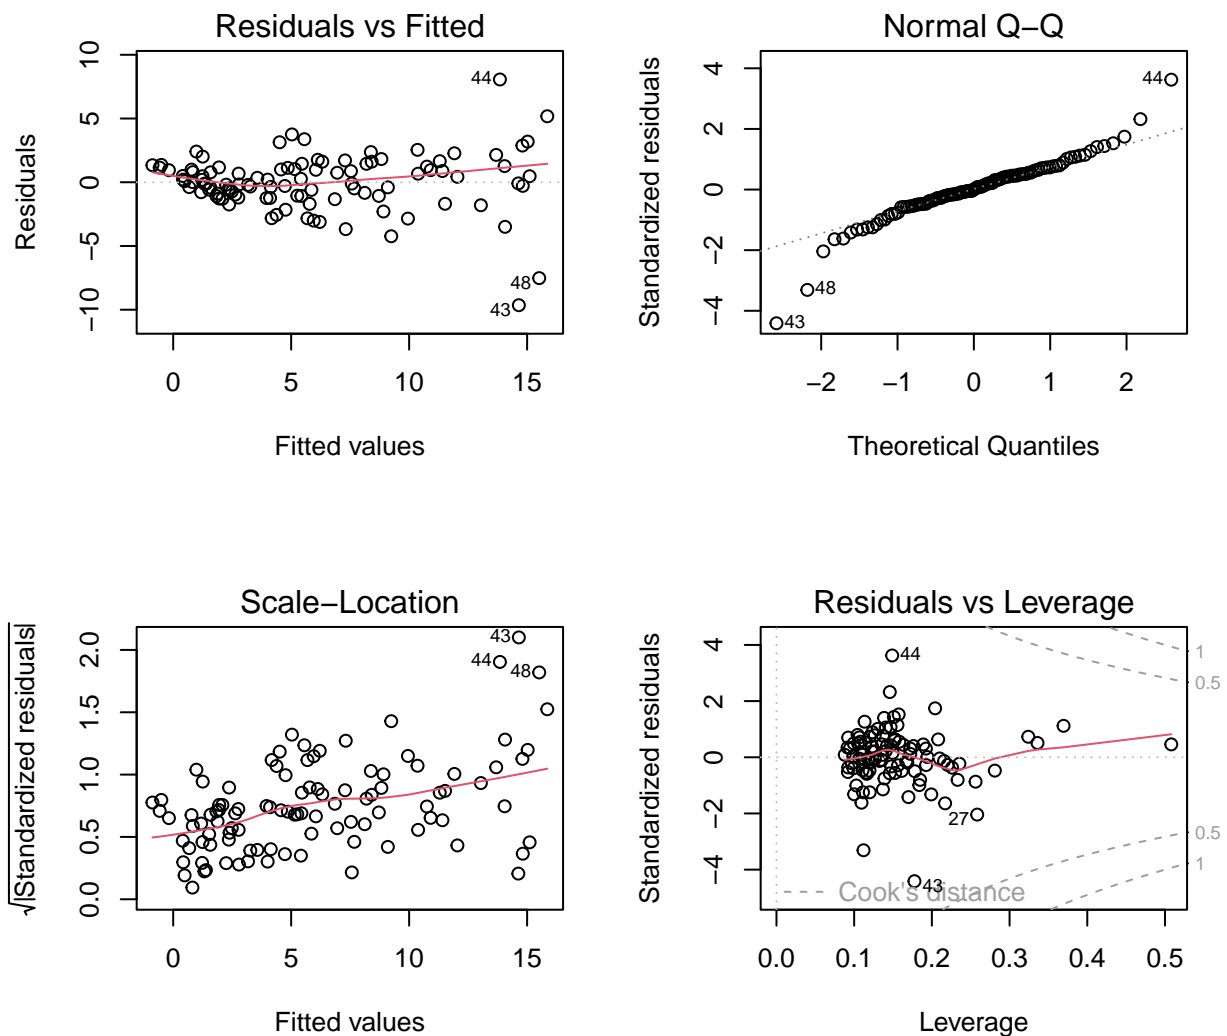 Residuals vs Fitted
Residuals
10
5
0
−5
−10
44
48
43
0 5 10 15
Fitted values
Normal Q−Q
Standardized residuals
4
2
0
−2
−4
44
48
43
−2 −1 0 1 2
Theoretical Quantiles
Scale−Location
√|Standardized residuals|
2.0
1.5
1.0
0.5
0.0
43
44 48
0 5 10 15
Fitted values
Residuals vs Leverage
Standardized residuals
4
2
0
−2
−4
44
27
43
1
0.5
0.5
1
Cook's distance
0.0 0.1 0.2 0.3 0.4 0.5
Leverage